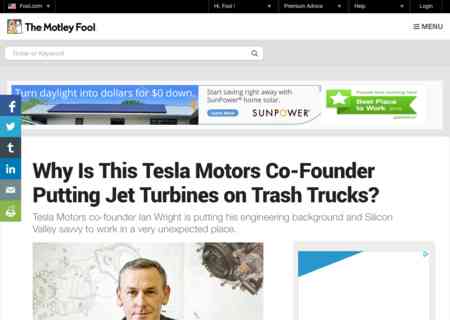 Fool.com ▼
Hi, Fool! ▼
Premium Advice ▼
Help ▼
Login
The Motley Fool
MENU
Ticker or Keyword
Turn daylight into dollars for $0 down.
Start saving right away with
SunPower® home solar.
Learn More
SUNPOWER®
Best Place
to Work
Why Is This Tesla Motors Co-Founder
Putting Jet Turbines on Trash Trucks?
Tesla Motors co-founder Ian Wright is putting his engineering background and Silicon
Valley savvy to work in a very unexpected place.